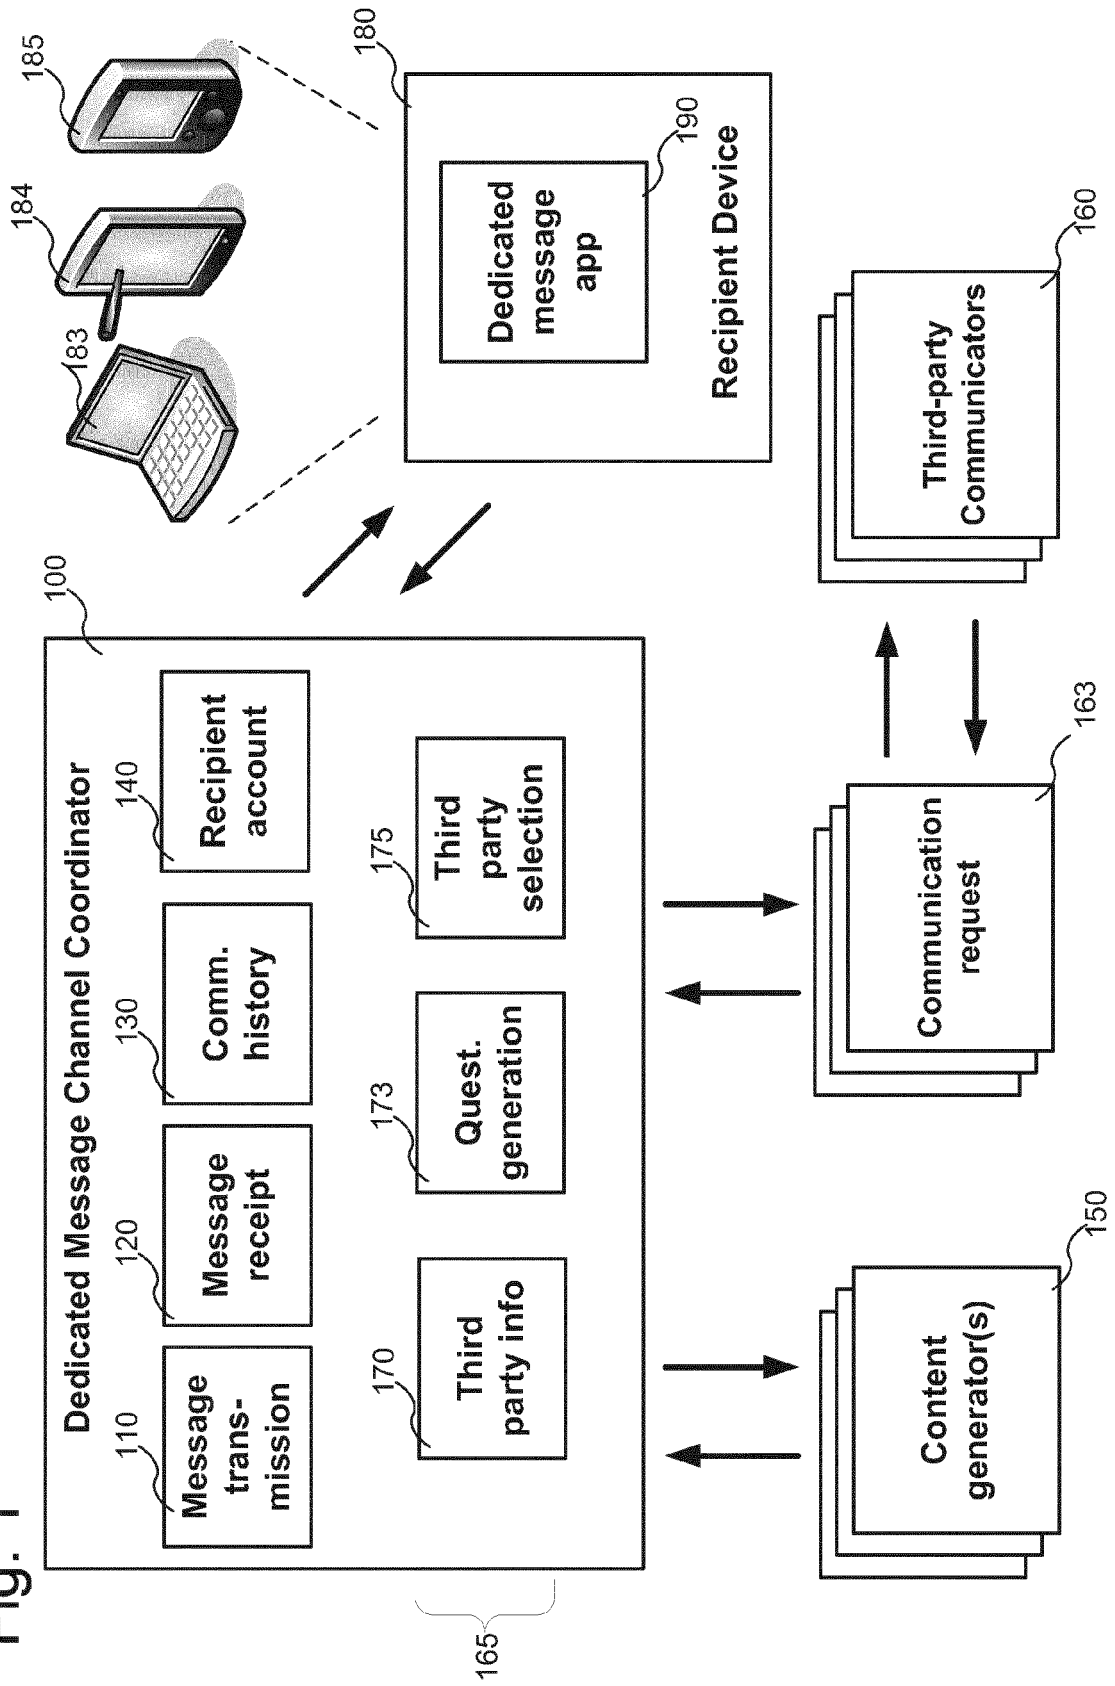 Fig. 1
Dedicated Message Channel Coordinator
100
110
Message
trans-
mission
120
Message
receipt
130
Comm.
history
140
Recipient
account
165
170
Third
party info
173
Quest.
generation
175
Third
party
selection
183
184
185
180
Dedicated
message
app
190
Recipient Device
Content
generator(s)
150
Communication
request
163
Third-party
Communicators
160